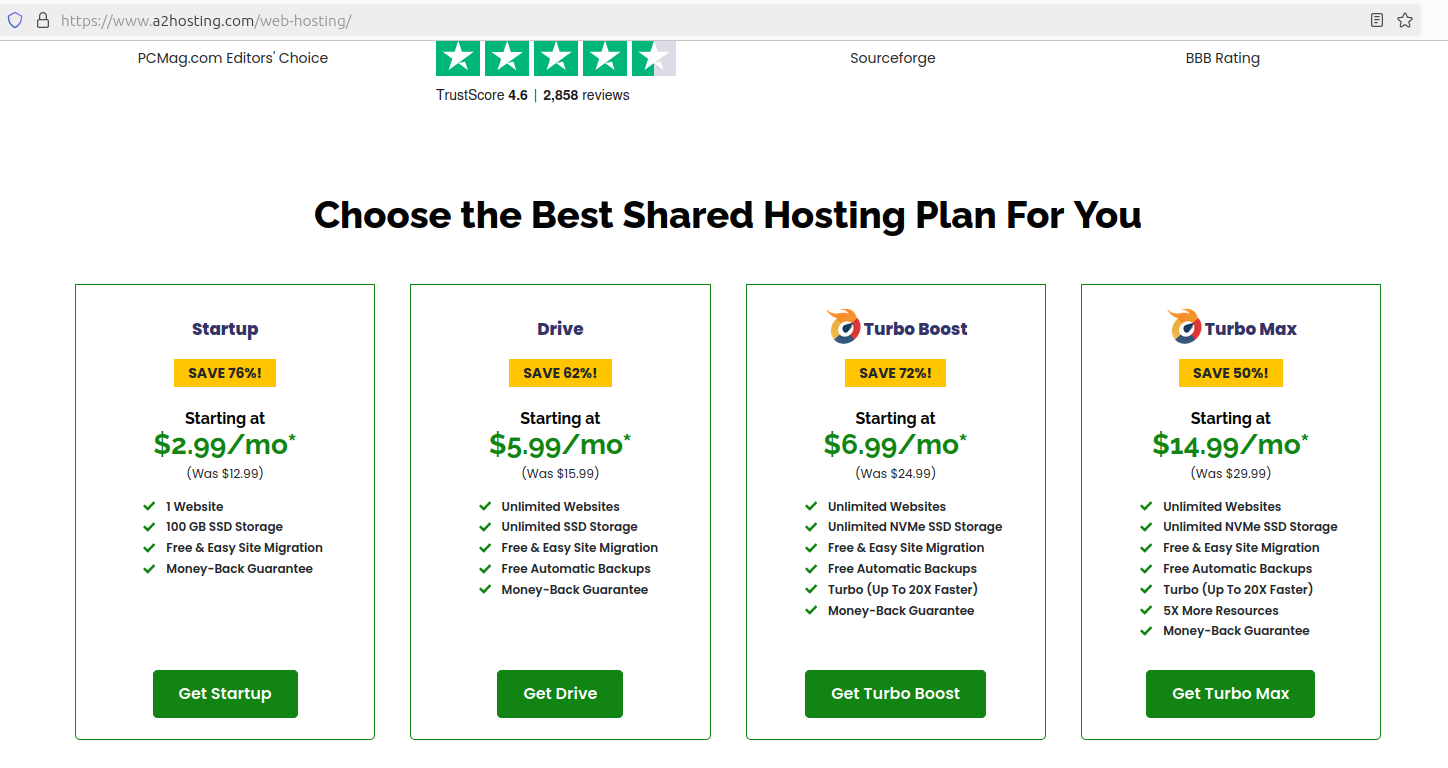 https://www.a2hosting.com/web-hosting/
PCMag.com Editors' Choice
Sourceforge
BBB Rating
TrustScore 4.6 | 2,858 reviews
Choose the Best Shared Hosting Plan For You
Startup
SAVE 76%!
Starting at
$2.99/mo*
(Was $12.99)
1 Website
100 GB SSD Storage
Free & Easy Site Migration
Money-Back Guarantee
Get Startup
Drive
SAVE 62%!
Starting at
$5.99/mo*
(Was $15.99)
Unlimited Websites
Unlimited SSD Storage
Free & Easy Site Migration
Free Automatic Backups
Money-Back Guarantee
Get Drive
Turbo Boost
SAVE 72%!
Starting at
$6.99/mo*
(Was $24.99)
Unlimited Websites
Unlimited NVMe SSD Storage
Free & Easy Site Migration
Free Automatic Backups
Turbo (Up To 20X Faster)
Money-Back Guarantee
Get Turbo Boost
Turbo Max
SAVE 50%!
Starting at
$14.99/mo*
(Was $29.99)
Unlimited Websites
Unlimited NVMe SSD Storage
Free & Easy Site Migration
Free Automatic Backups
Turbo (Up To 20X Faster)
5X More Resources
Money-Back Guarantee
Get Turbo Max